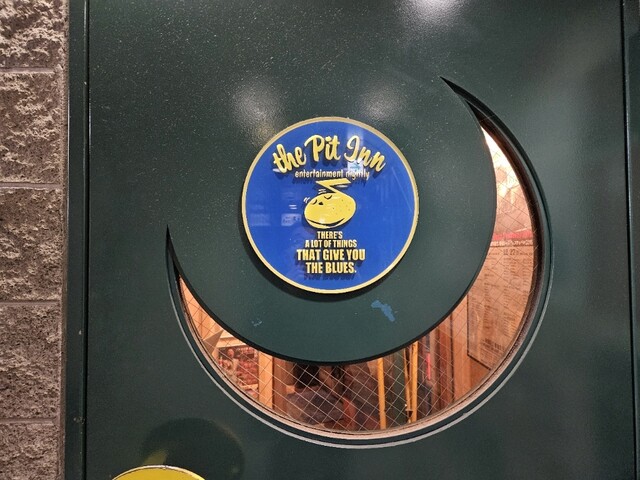 the Pit Inn
entertainment nightly
THERE'S
A LOT OF THINGS
THAT GIVE YOU
THE BLUES.